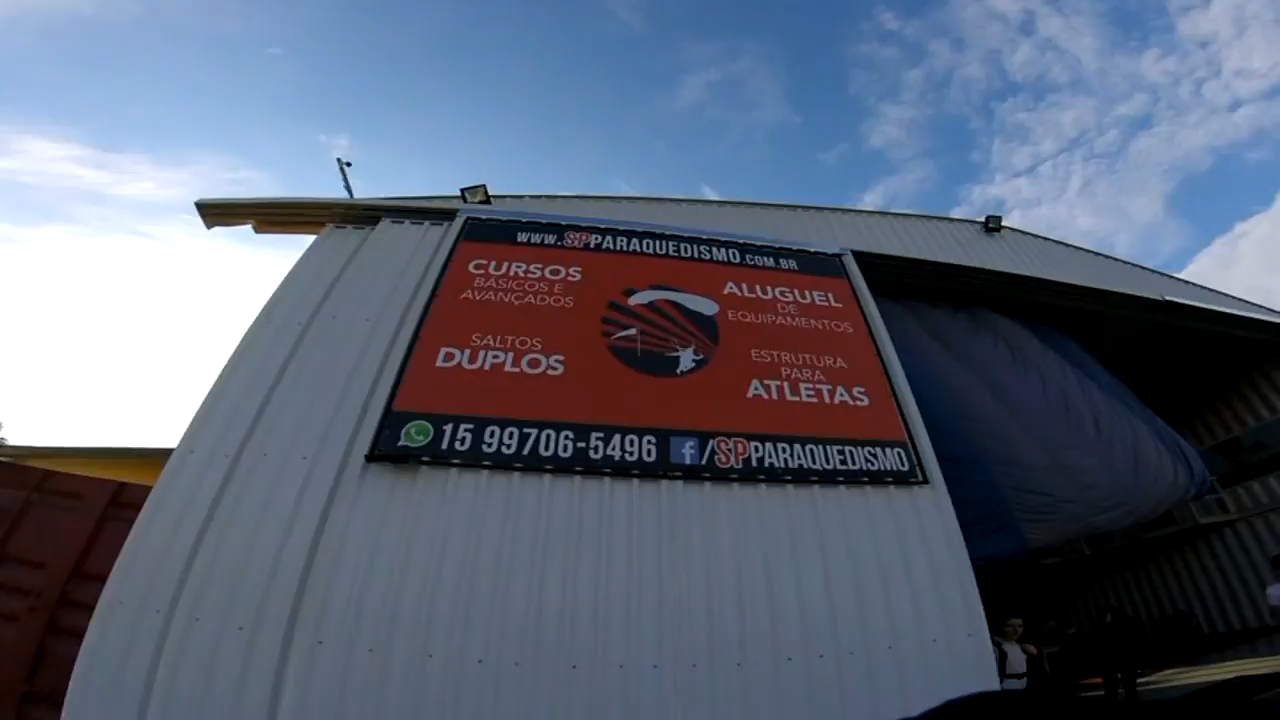 www.SPPARAQUEDISMO.COM.BR
CURSOS
BÁSICOS E
AVANÇADOS
SALTOS
DUPLOS
ALUGUEL
DE
EQUIPAMENTOS
ESTRUTURA
PARA
ATLETAS
15 99706-5496 f/SPPARAQUEDISMO